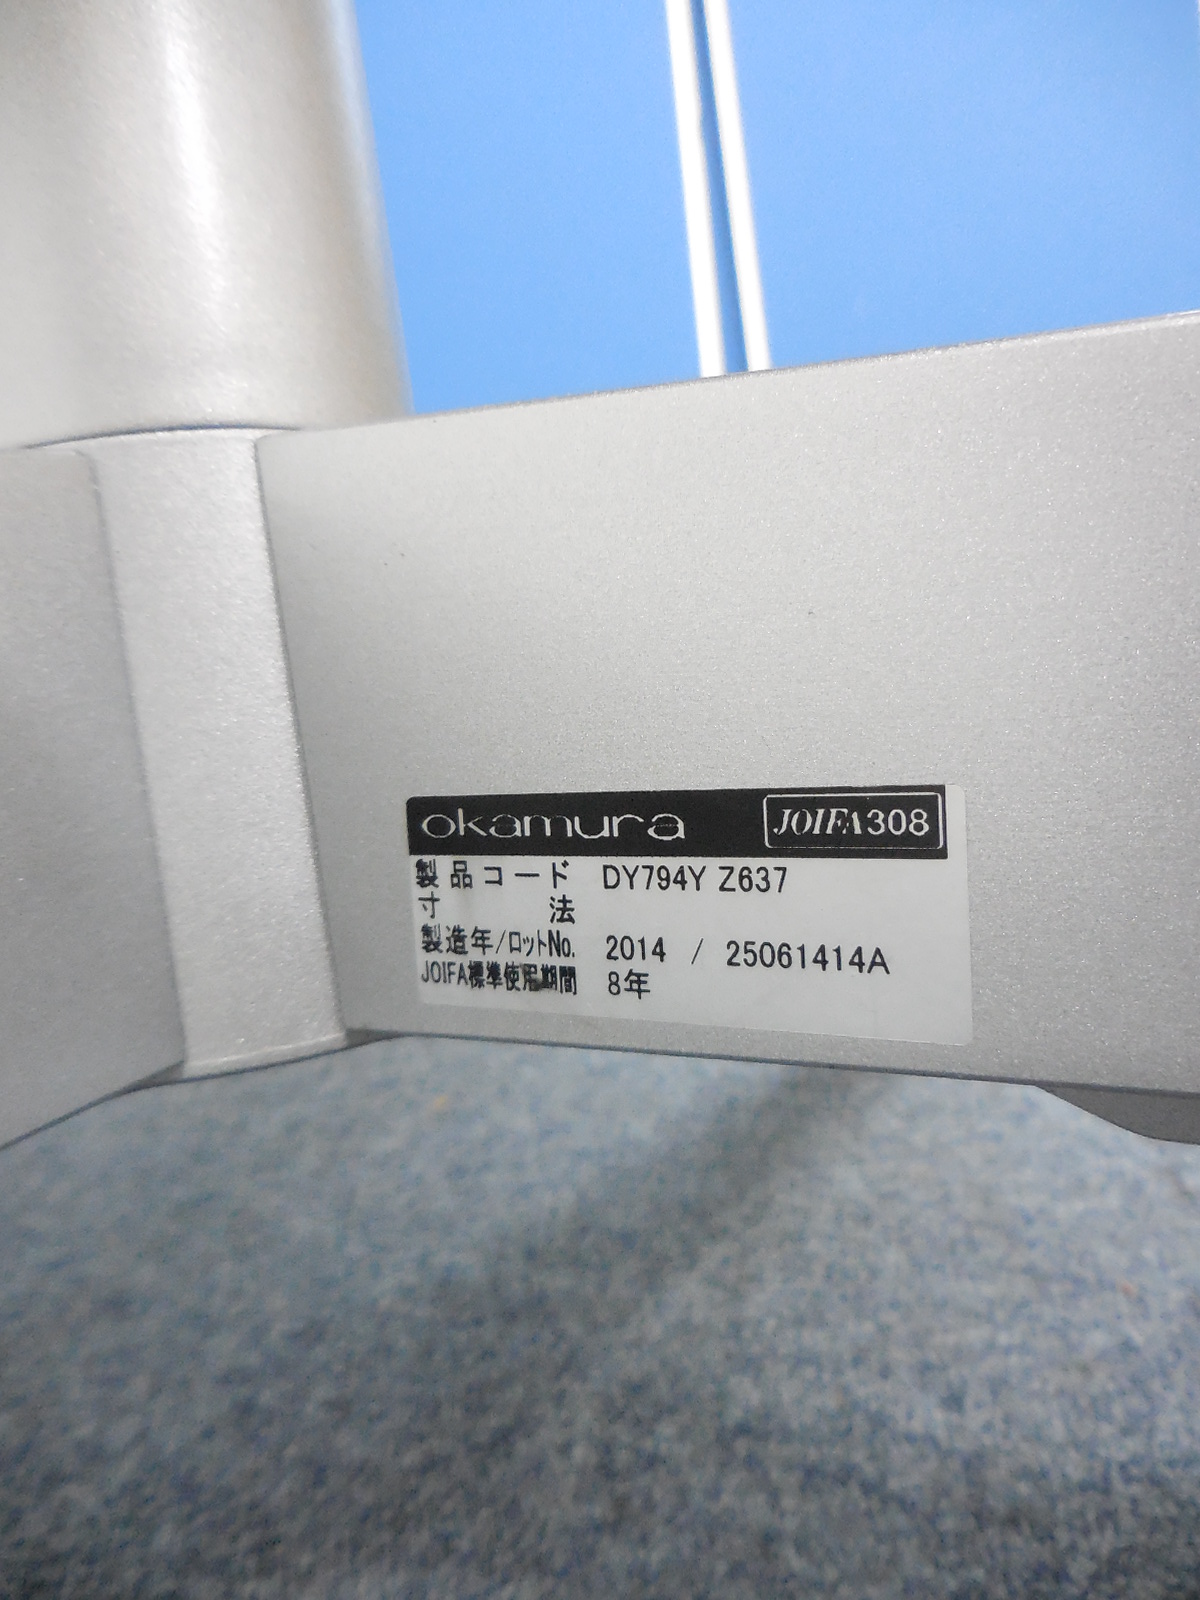 okamura JOIFA308
製品コード DY794Y Z637
寸法
製造年/ロットNo. 2014 / 25061414A
JOIFA標準使用期間 8年